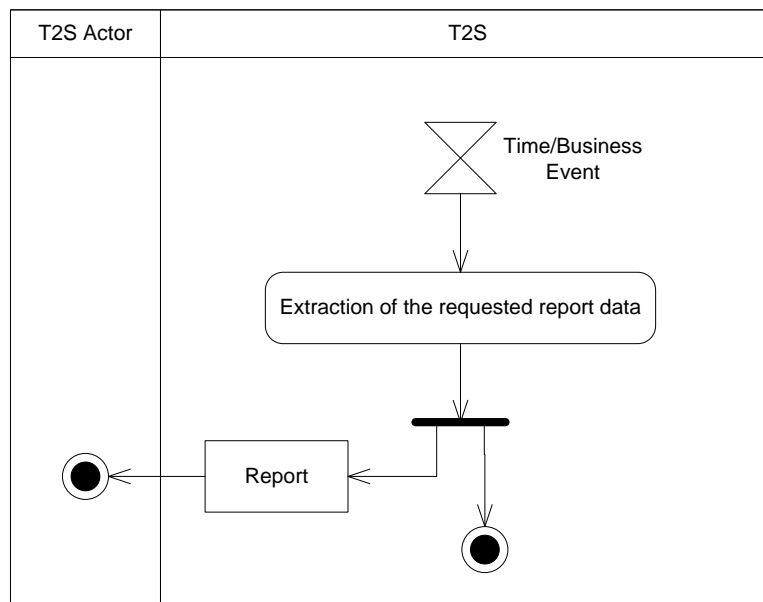 T2S Actor
T2S
Time/Business
Event
Extraction of the requested report data
Report